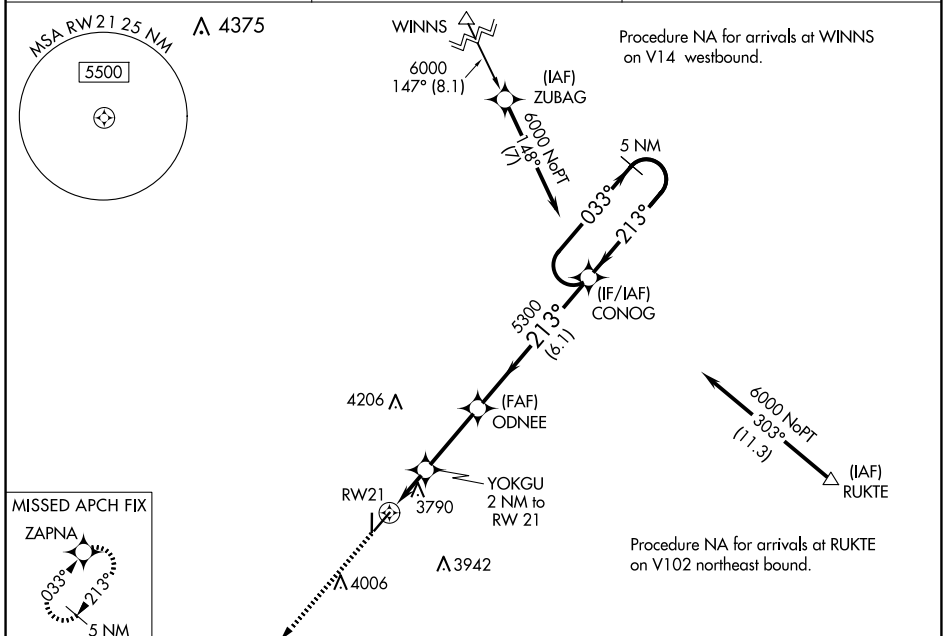 MSA RW21 25 NM
5500
4375
WINNS
6000
147° (8.1)
(IAF)
ZUBAG
6000 NoPT
148°
(7)
Procedure NA for arrivals at WINNS
on V14 westbound.
5 NM
033°
213°
(IF/IAF)
CONOG
5300
213°
(6.1)
4206
(FAF)
ODNEE
6000 NoPT
303°
(11.3)
(IAF)
RUKTE
YOKGU
2 NM to
RW 21
RW21
3790
3942
4006
Procedure NA for arrivals at RUKTE
on V102 northeast bound.
MISSED APCH FIX
ZAPNA
033°
213°
5 NM